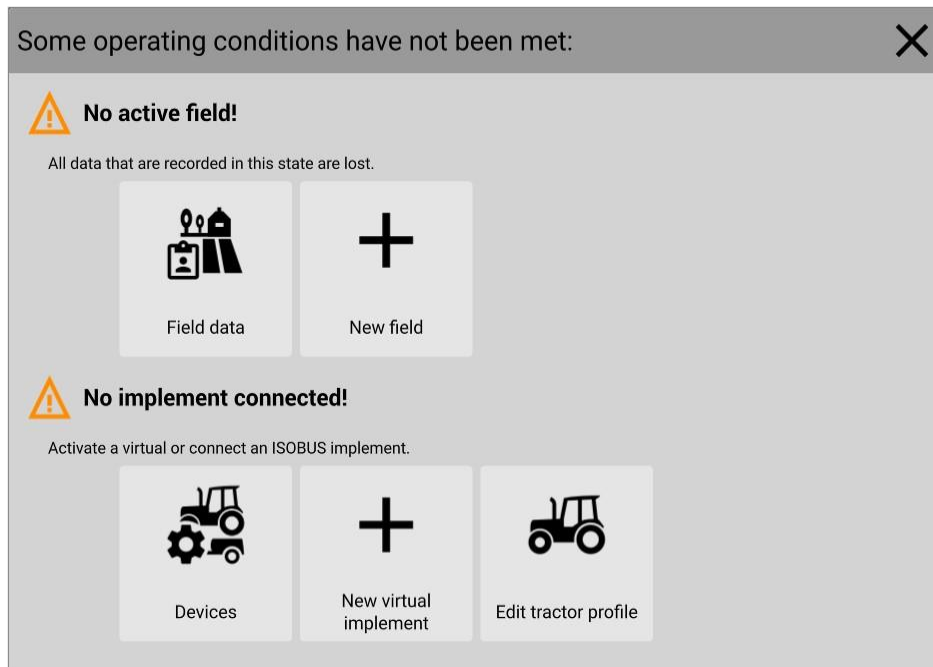 Some operating conditions have not been met:
No active field!
All data that are recorded in this state are lost.
Field data
New field
No implement connected!
Activate a virtual or connect an ISOBUS implement.
Devices
New virtual
implement
Edit tractor profile